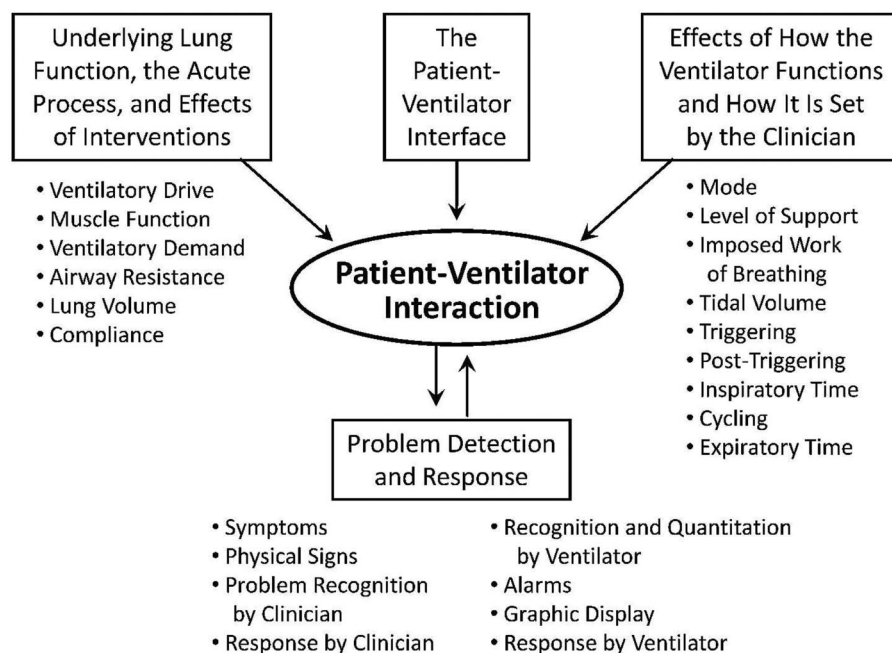 Underlying Lung
Function, the Acute
Process, and Effects
of Interventions
The
Patient-
Ventilator
Interface
Effects of How the
Ventilator Functions
and How It Is Set
by the Clinician
• Ventilatory Drive
• Muscle Function
• Ventilatory Demand
• Airway Resistance
• Lung Volume
• Compliance
• Mode
• Level of Support
• Imposed Work
of Breathing
• Tidal Volume
• Triggering
• Post-Triggering
• Inspiratory Time
• Cycling
• Expiratory Time
Patient-Ventilator
Interaction
Problem Detection
and Response
• Symptoms
• Physical Signs
• Problem Recognition
by Clinician
• Response by Clinician
• Recognition and Quantitation
by Ventilator
• Alarms
• Graphic Display
• Response by Ventilator